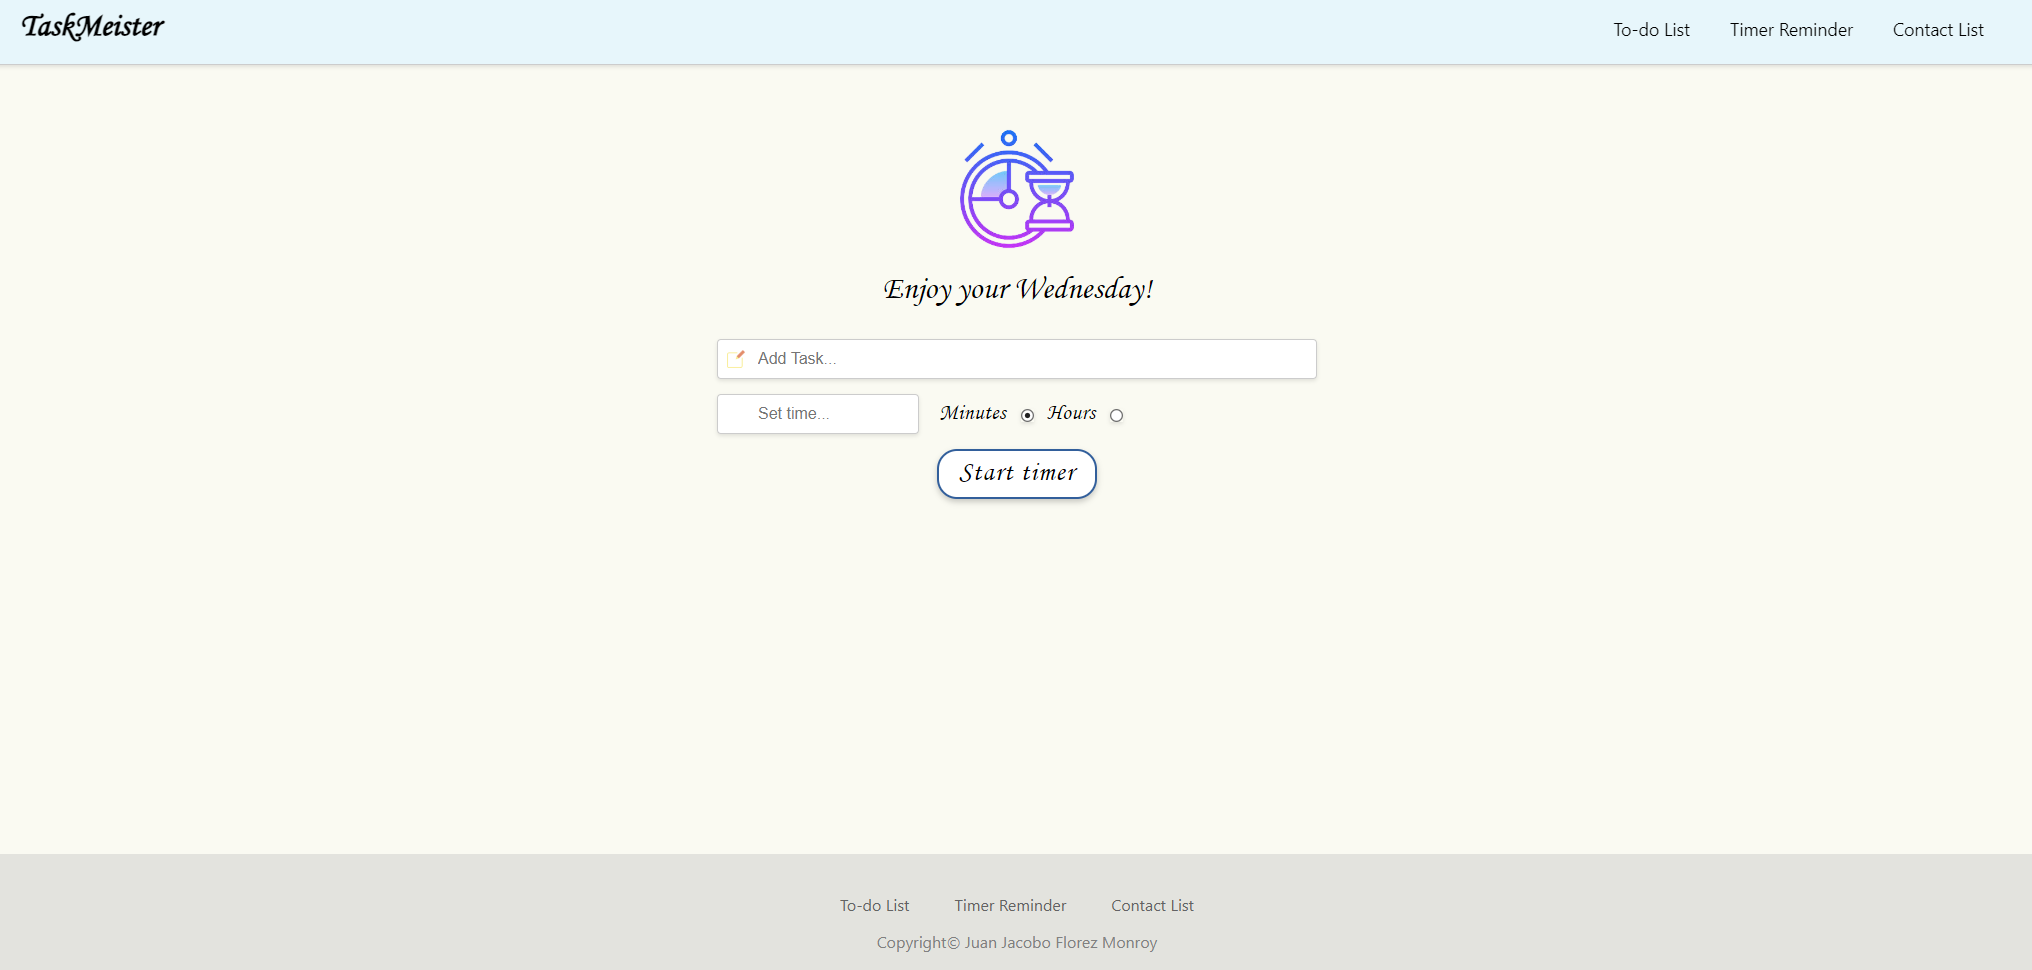 TaskMeister
To-do List Timer Reminder Contact List
Enjoy your Wednesday!
Add Task...
Set time... Minutes Hours
Start timer
To-do List Timer Reminder Contact List
Copyright© Juan Jacobo Florez Monroy